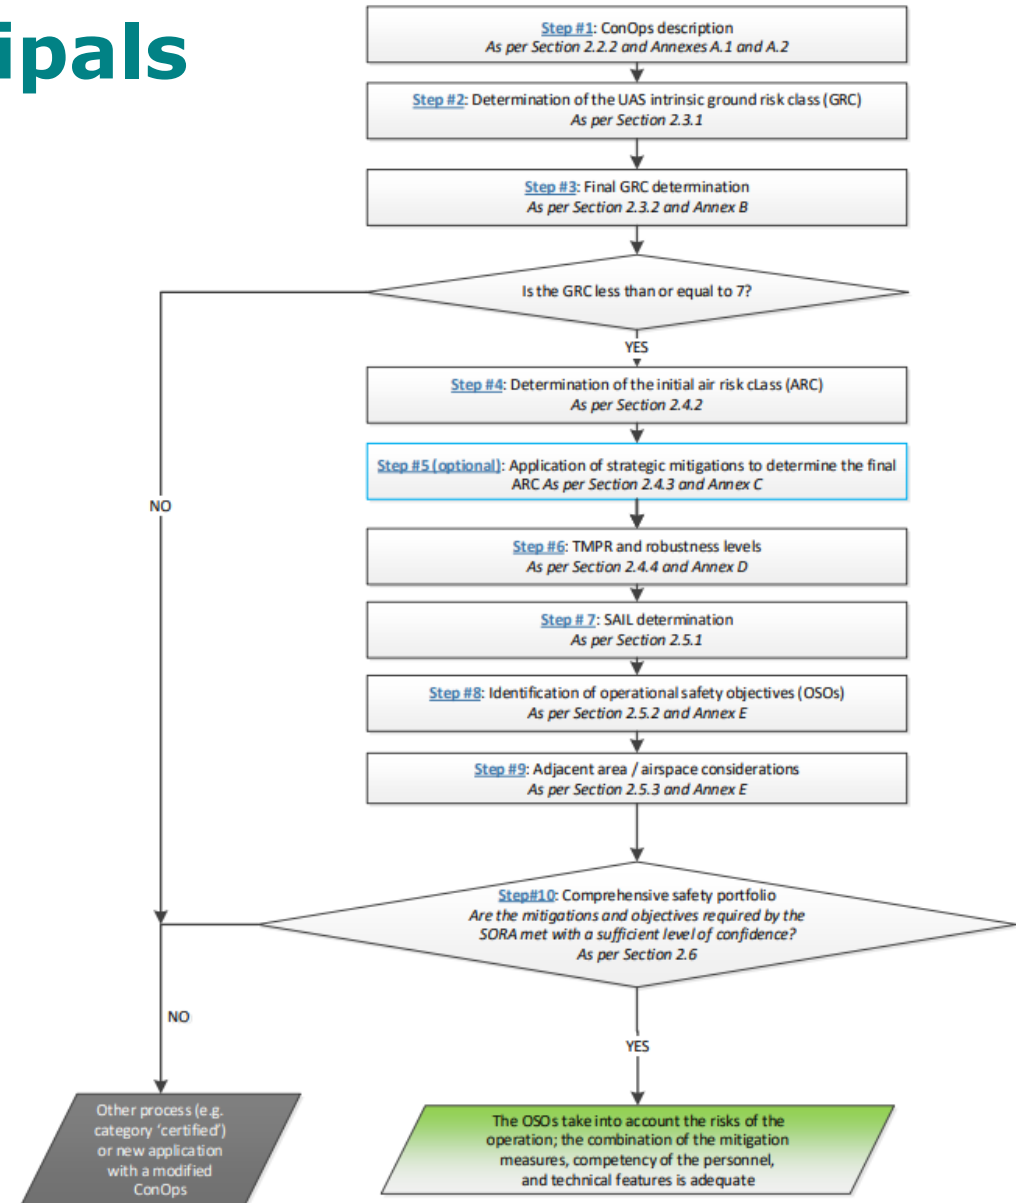 ipals
Step #1: ConOps description
As per Section 2.2.2 and Annexes A.1 and A.2
Step #2: Determination of the UAS intrinsic ground risk class (GRC)
As per Section 2.3.1
Step #3: Final GRC determination
As per Section 2.3.2 and Annex B
Is the GRC less than or equal to 7?
YES
Step #4: Determination of the initial air risk cLass (ARC)
As per Section 2.4.2
Step #5 (optional): Application of strategic mitigations to determine the final
ARC As per Section 2.4.3 and Annex C
NO
Step #6: TMPR and robustness levels
As per Section 2.4.4 and Annex D
Step # 7: SAIL determination
As per Section 2.5.1
Step #8: Identification of operational safety objectives (OSOs)
As per Section 2.5.2 and Annex E
Step #9: Adjacent area / airspace considerations
As per Section 2.5.3 and Annex E
Step#10: Comprehensive safety portfolio
Are the mitigations and objectives required by the
SORA met with a sufficient level of confidence?
As per Section 2.6
NO
YES
Other process (e.g.
category ‘certified’)
or new application
with a modified
ConOps
The OSOs take into account the risks of the
operation; the combination of the mitigation
measures, competency of the personnel,
and technical features is adequate